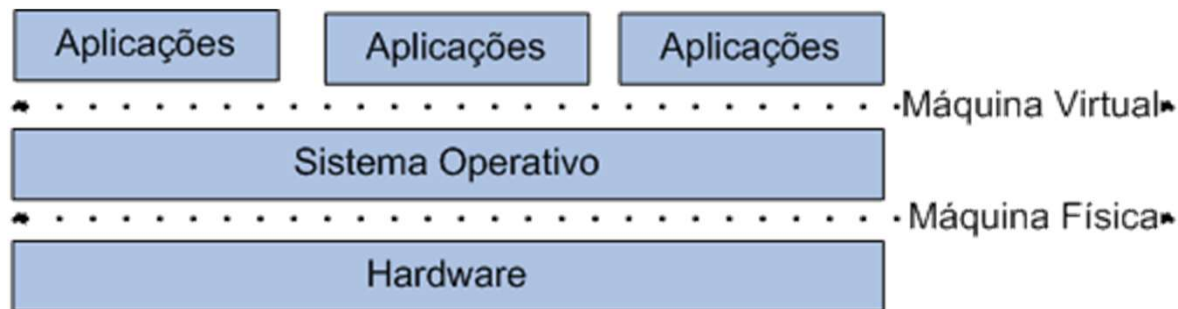 Aplicações
Aplicações
Aplicações
Máquina Virtual
Sistema Operativo
Máquina Física
Hardware